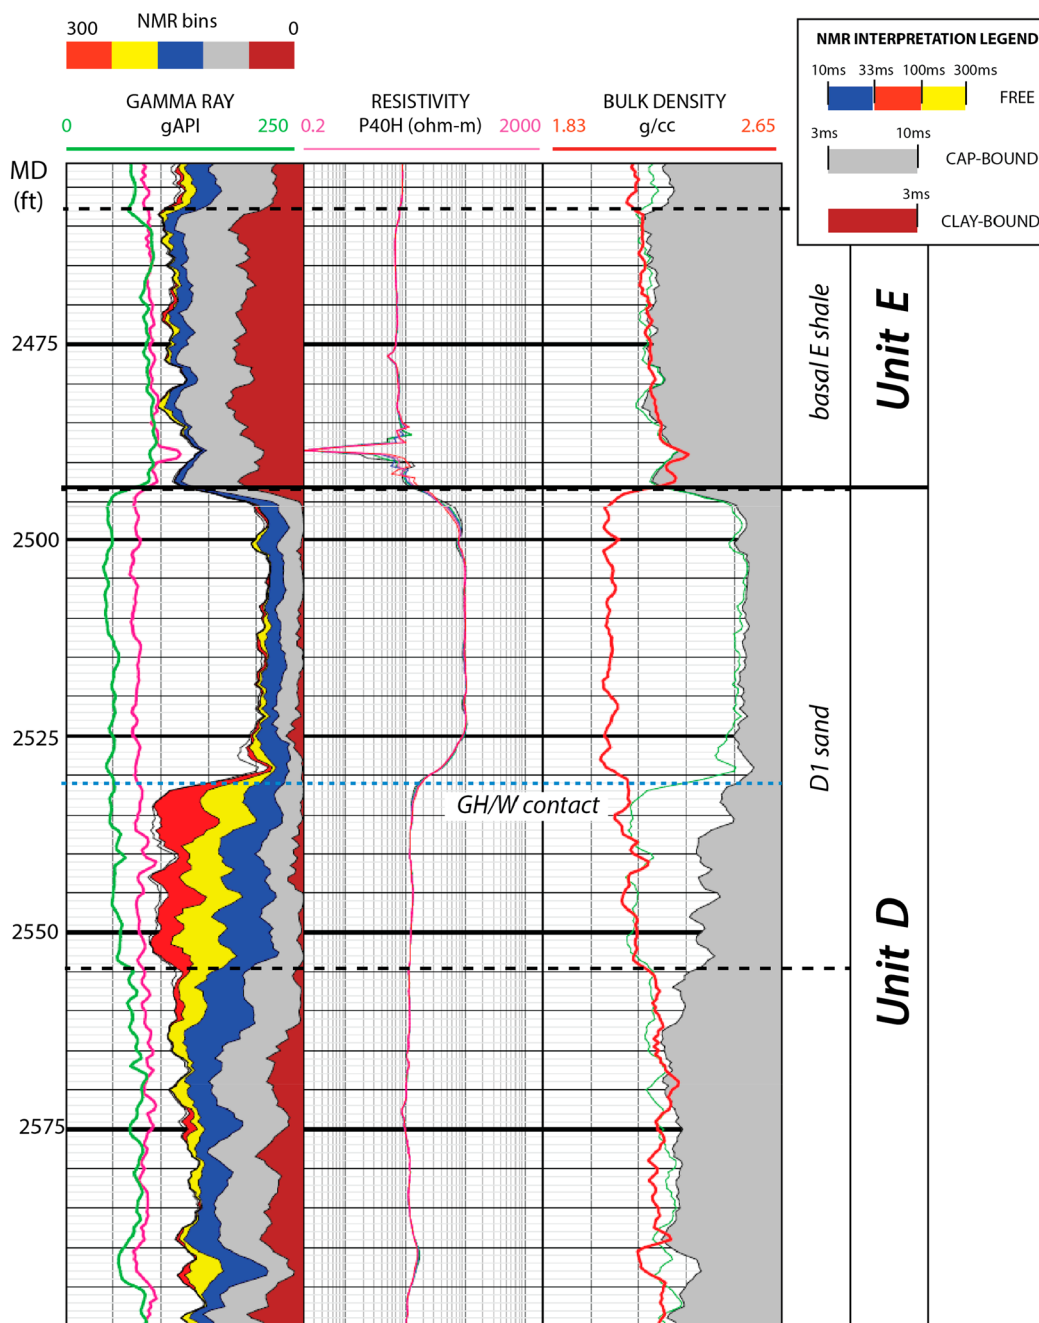 NMR bins
300 0
GAMMA RAY
0 gAPI 250
RESISTIVITY
0.2 P40H (ohm-m) 2000
BULK DENSITY
1.83 g/cc 2.65
NMR INTERPRETATION LEGEND
10ms 33ms 100ms 300ms
FREE
3ms 10ms
CAP-BOUND
3ms
CLAY-BOUND
MD
(ft)
2475
2500
2525
2550
2575
GH/W contact
basal E shale
Unit E
D1 sand
Unit D